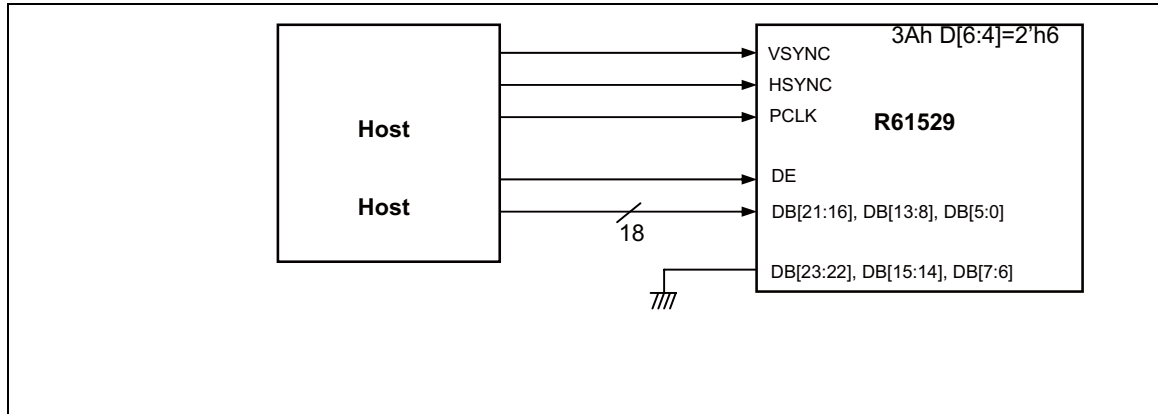 3Ah D[6:4]=2'h6
VSYNC
HSYNC
PCLK
Host
R61529
DE
Host
DB[21:16], DB[13:8], DB[5:0]
18
DB[23:22], DB[15:14], DB[7:6]